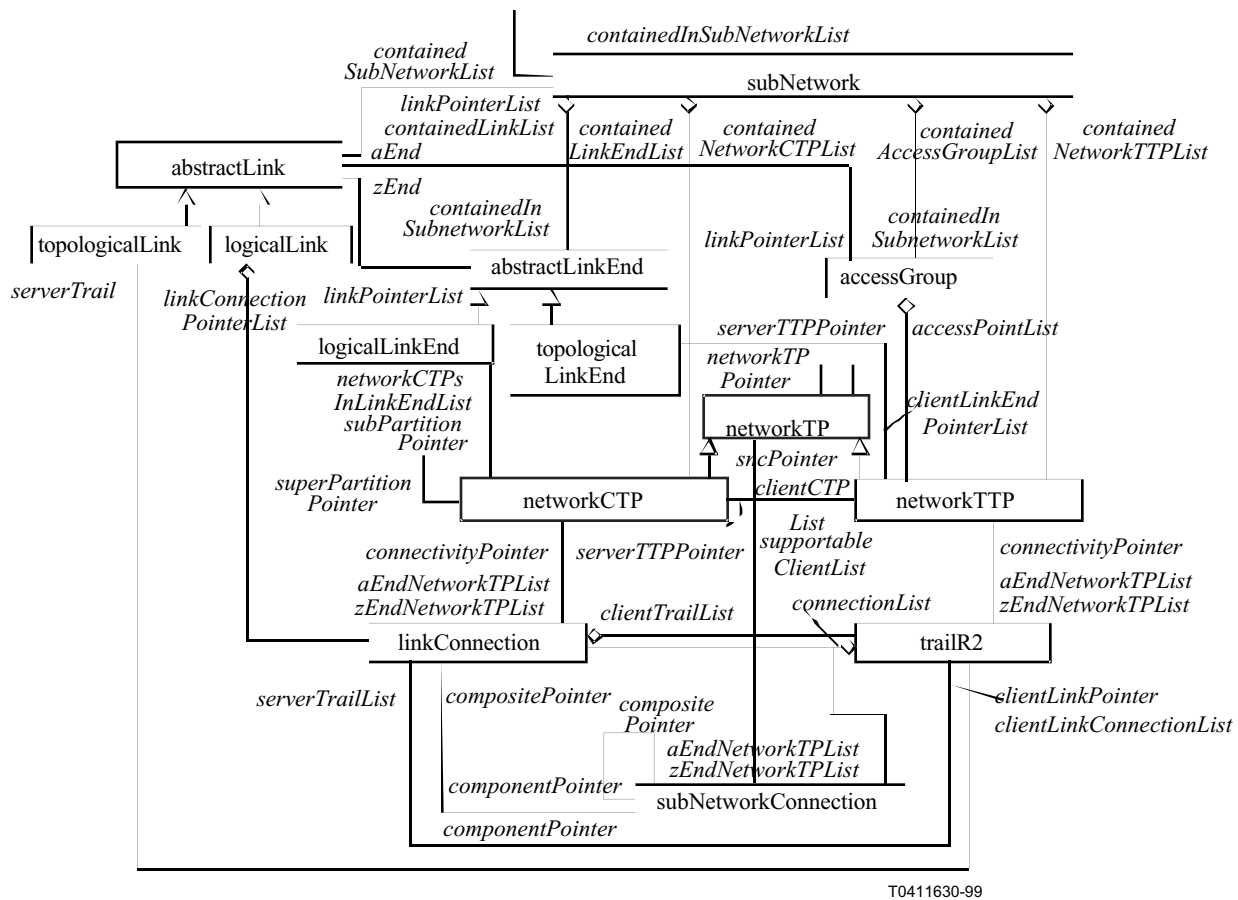 containedInSubNetworkList
contained
SubNetworkList
subNetwork
linkPointerList
containedLinkList
aEnd
contained
LinkEndList
contained
NetworkCTPList
contained
AccessGroupList
contained
NetworkTTPList
abstractLink
zEnd
containedIn
SubnetworkList
containedIn
SubnetworkList
topologicalLink
logicalLink
linkPointerList
abstractLinkEnd
accessGroup
serverTrail
linkConnection
PointerList
linkPointerList
serverTTPPointer
accessPointList
logicalLinkEnd
topological
LinkEnd
networkTP
Pointer
networkCTPs
InLinkEndList
subPartition
Pointer
clientLinkEnd
PointerList
networkTP
sncPointer
superPartition
Pointer
networkCTP
clientCTP
List
networkTTP
supportable
ClientList
connectivityPointer
serverTTPPointer
connectivityPointer
aEndNetworkTPList
zEndNetworkTPList
aEndNetworkTPList
zEndNetworkTPList
clientTrailList
connectionList
linkConnection
trailR2
serverTrailList
compositePointer
composite
Pointer
clientLinkPointer
clientLinkConnectionList
aEndNetworkTPList
zEndNetworkTPList
componentPointer
subNetworkConnection
componentPointer
T0411630-99